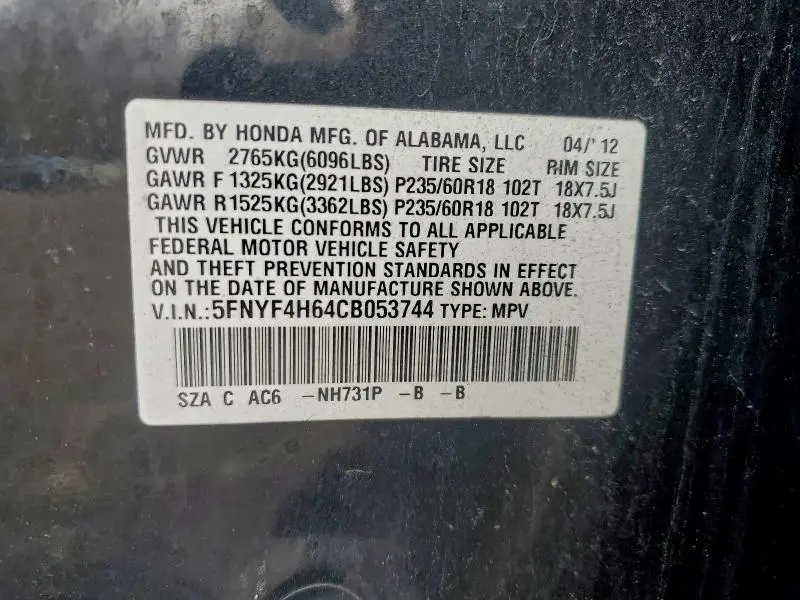 MFD. BY HONDA MFG. OF ALABAMA, LLC 04/'12
GVWR 2765KG(6096LBS) TIRE SIZE RIM SIZE
GAWR F 1325KG(2921LBS) P235/60R18 102T 18X7.5J
GAWR R 1525KG(3362LBS) P235/60R18 102T 18X7.5J
THIS VEHICLE CONFORMS TO ALL APPLICABLE
FEDERAL MOTOR VEHICLE SAFETY
AND THEFT PREVENTION STANDARDS IN EFFECT
ON THE DATE OF MANUFACTURE SHOWN ABOVE.
V.I.N.:5FNYF4H64CB053744 TYPE: MPV
SZA C AC6 -NH731P -B -B